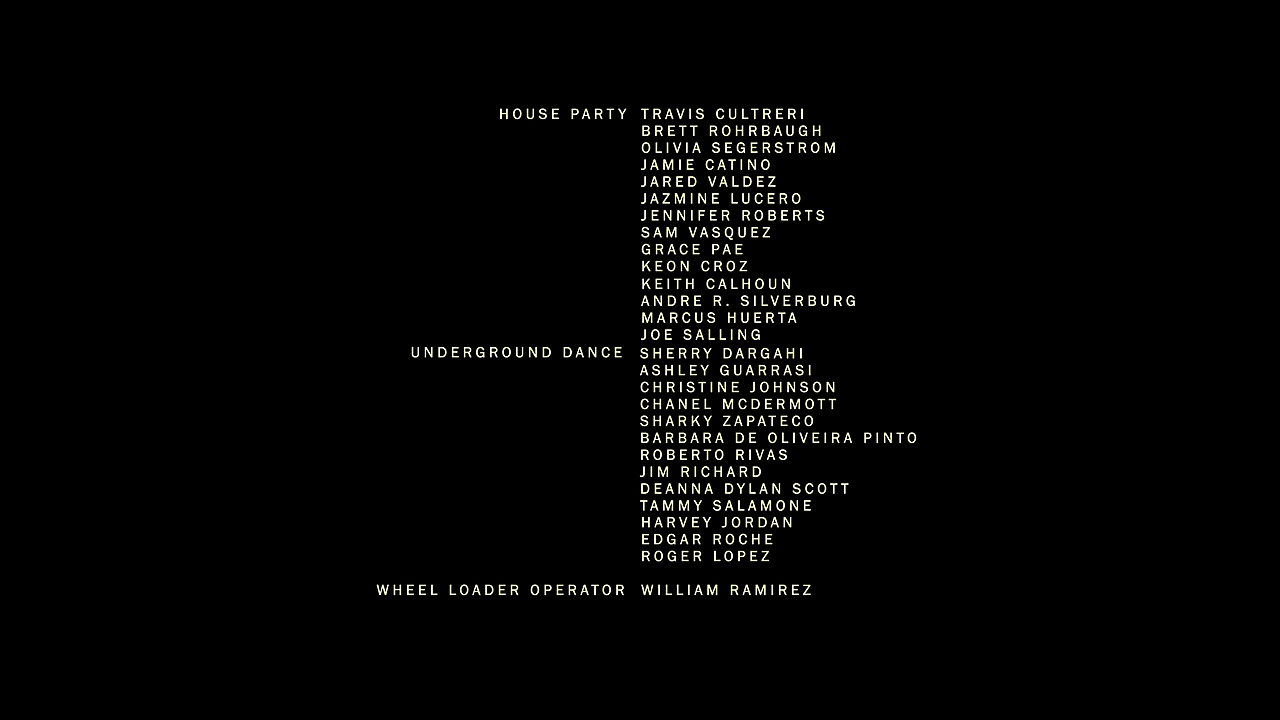 HOUSE PARTY TRAVIS CULTRERI
BRETT ROHRBAUGH
OLIVIA SEGERSTROM
JAMIE CATINO
JARED VALDEZ
JAZMINE LUCERO
JENNIFER ROBERTS
SAM VASQUEZ
GRACE PAE
KEON CROZ
KEITH CALHOUN
ANDRE R. SILVERBURG
MARCUS HUERTA
JOE SALLING
UNDERGROUND DANCE SHERRY DARGAHI
ASHLEY GUARRASI
CHRISTINE JOHNSON
CHANEL MCDERMOTT
SHARKY ZAPATECO
BARBARA DE OLIVEIRA PINTO
ROBERTO RIVAS
JIM RICHARD
DEANNA DYLAN SCOTT
TAMMY SALAMONE
HARVEY JORDAN
EDGAR ROCHE
ROGER LOPEZ
WHEEL LOADER OPERATOR WILLIAM RAMIREZ